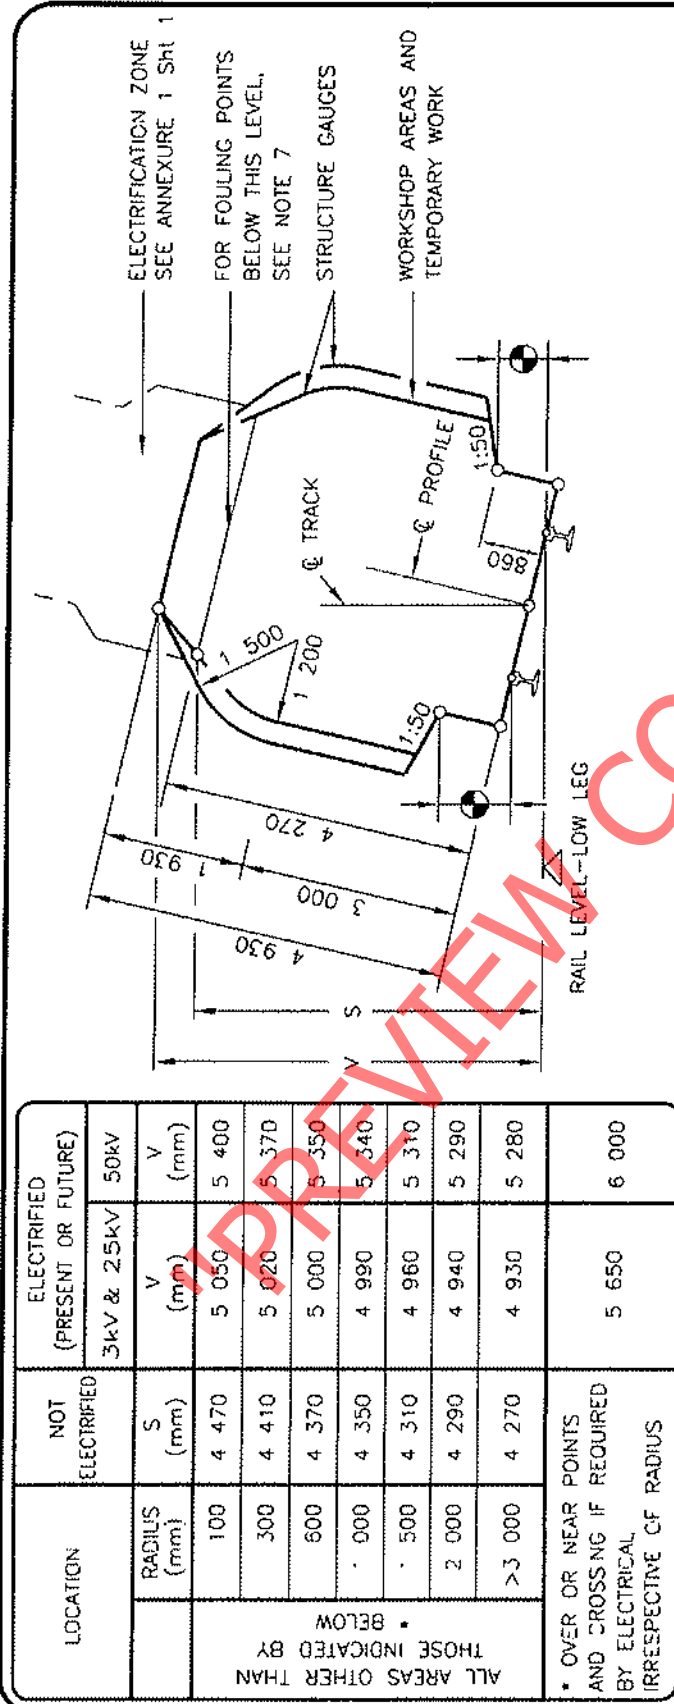 LOCATION
NOT
ELECTRIFIED
ELECTRIFIED
(PRESENT OR FUTURE)
3kV & 25kV
50kV
RADIUS
(mm)
S
(mm)
V
(mm)
V
(mm)
ALL AREAS OTHER THAN
THOSE INDICATED BY
* BELOW
100 4 470 5 050 5 400
300 4 410 5 020 5 370
600 4 370 5 000 5 350
000 4 350 4 990 5 340
500 4 310 4 960 5 310
2 000 4 290 4 940 5 290
>3 000 4 270 4 930 5 280
* OVER OR NEAR POINTS
AND CROSSING IF REQUIRED
BY ELECTRICAL
IRRESPECTIVE OF RADIUS
5 650
6 000
V
S
4 930
1 930
3 000
4 270
1 500
1 200
1:50
1:50
860
₵ TRACK
₵ PROFILE
RAIL LEVEL-LOW LEG
ELECTRIFICATION ZONE
SEE ANNEXURE 1 Sht 1
FOR FOULING POINTS
BELOW THIS LEVEL,
SEE NOTE 7
STRUCTURE GAUGES
WORKSHOP AREAS AND
TEMPORARY WORK
"PREVIEW